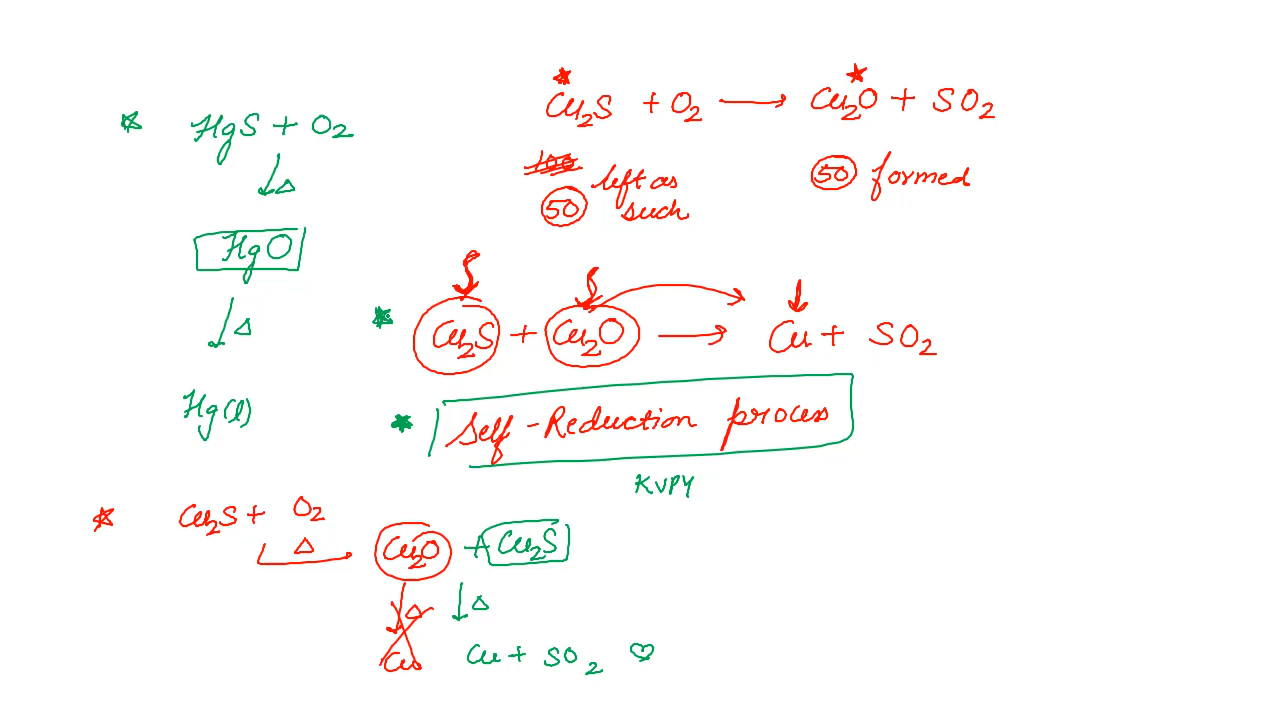 HgS + O2
Δ
HgO
Δ
Hg(l)
Cu2S + O2 → Cu2O + SO2
100
50 left as such
50 formed
Cu2S + Cu2O → Cu + SO2
Self-Reduction process
KVPY
Cu2S + O2
Δ
Cu2O + Cu2S
Δ
Δ
Cu
Cu + SO2 ♡